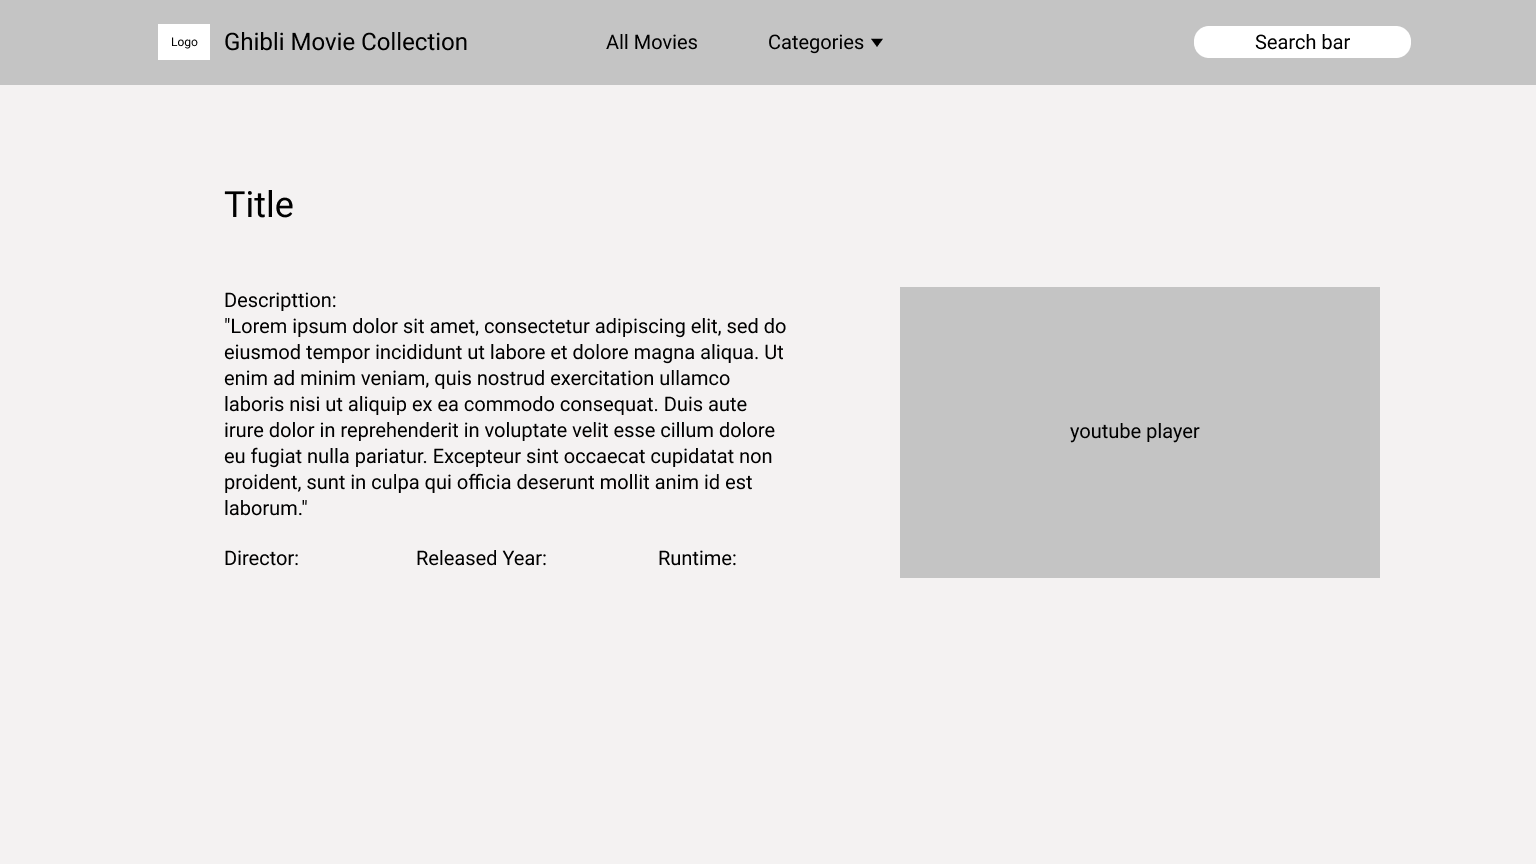 Logo
Ghibli Movie Collection
All Movies
Categories
Search bar
Title
Descripttion:
"Lorem ipsum dolor sit amet, consectetur adipiscing elit, sed do
eiusmod tempor incididunt ut labore et dolore magna aliqua. Ut
enim ad minim veniam, quis nostrud exercitation ullamco
laboris nisi ut aliquip ex ea commodo consequat. Duis aute
irure dolor in reprehenderit in voluptate velit esse cillum dolore
eu fugiat nulla pariatur. Excepteur sint occaecat cupidatat non
proident, sunt in culpa qui officia deserunt mollit anim id est
laborum."
Director:
Released Year:
Runtime:
youtube player